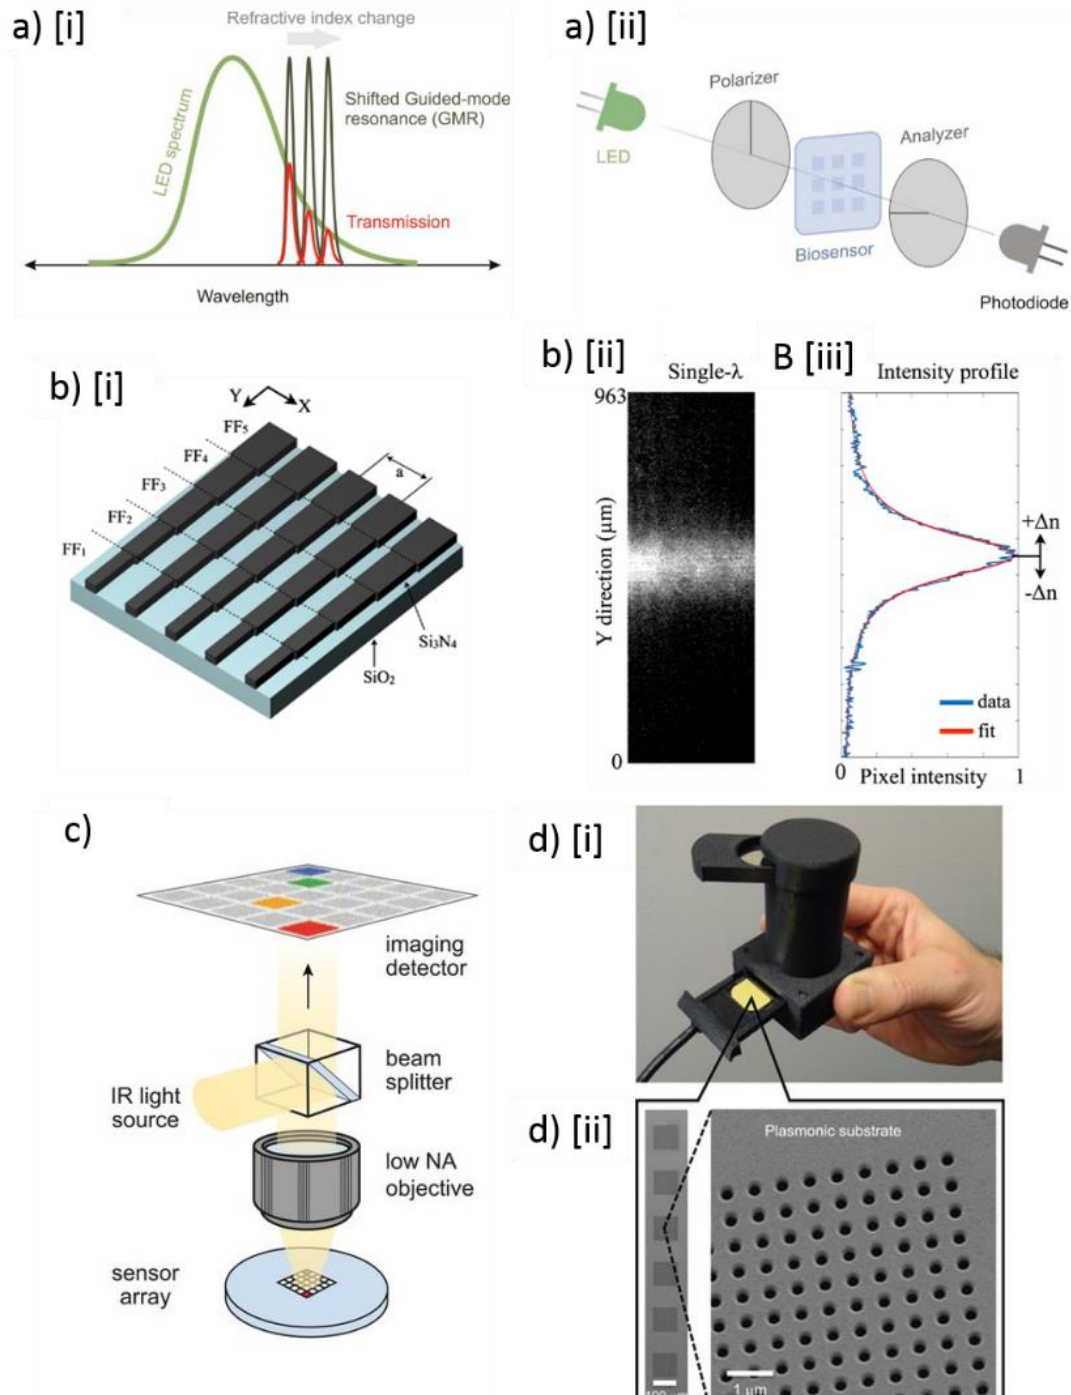 a) [i]
Refractive index change
LED spectrum
Shifted Guided-mode
resonance (GMR)
Transmission
Wavelength
a) [ii]
LED
Polarizer
Biosensor
Analyzer
Photodiode
b) [i]
Y
X
FF5
FF4
FF3
FF2
FF1
a
Si3N4
SiO2
b) [ii]
Single-λ
963
Y direction (µm)
0
B [iii]
Intensity profile
+Δn
-Δn
data
fit
0
Pixel intensity
1
c)
imaging
detector
beam
splitter
IR light
source
low NA
objective
sensor
array
d) [i]
d) [ii]
Plasmonic substrate
1 µm